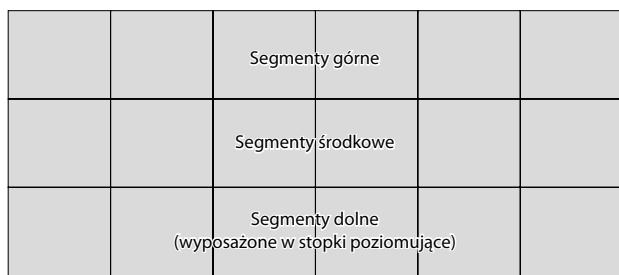 Segmenty górne
Segmenty środkowe
Segmenty dolne
(wyposażone w stopki poziomujące)